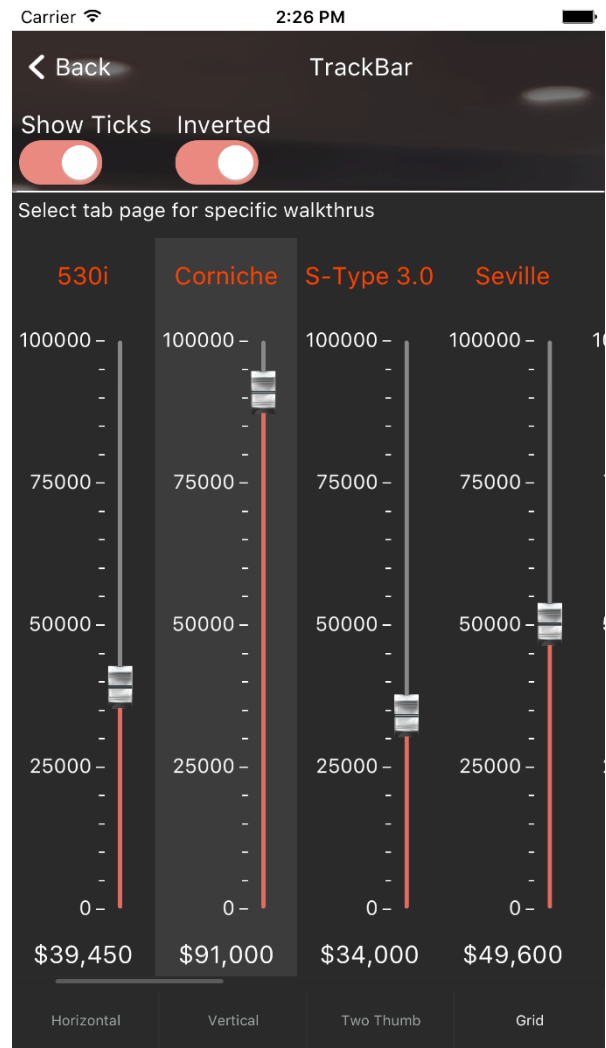 Carrier 2:26 PM
Back TrackBar
Show Ticks Inverted
Select tab page for specific walkthrus
530i Corniche S-Type 3.0 Seville
100000 100000 100000 100000
75000 75000 75000 75000
50000 50000 50000 50000
25000 25000 25000 25000
0 0 0 0
$39,450 $91,000 $34,000 $49,600
Horizontal Vertical Two Thumb Grid